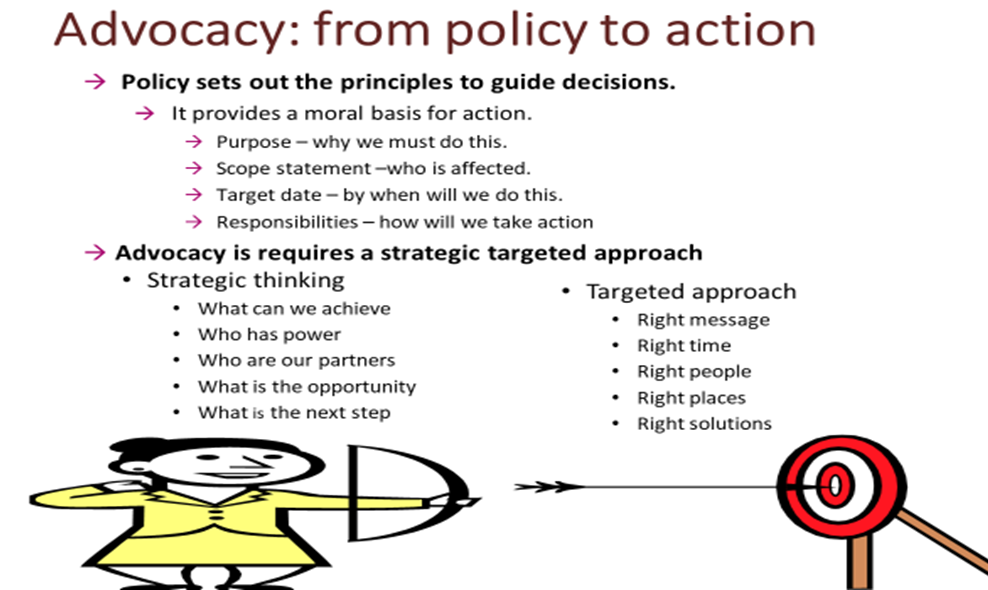 Advocacy: from policy to action
→ Policy sets out the principles to guide decisions.
→ It provides a moral basis for action.
→ Purpose – why we must do this.
→ Scope statement –who is affected.
→ Target date – by when will we do this.
→ Responsibilities – how will we take action
→ Advocacy is requires a strategic targeted approach
• Strategic thinking
• What can we achieve
• Who has power
• Who are our partners
• What is the opportunity
• What is the next step
• Targeted approach
• Right message
• Right time
• Right people
• Right places
• Right solutions